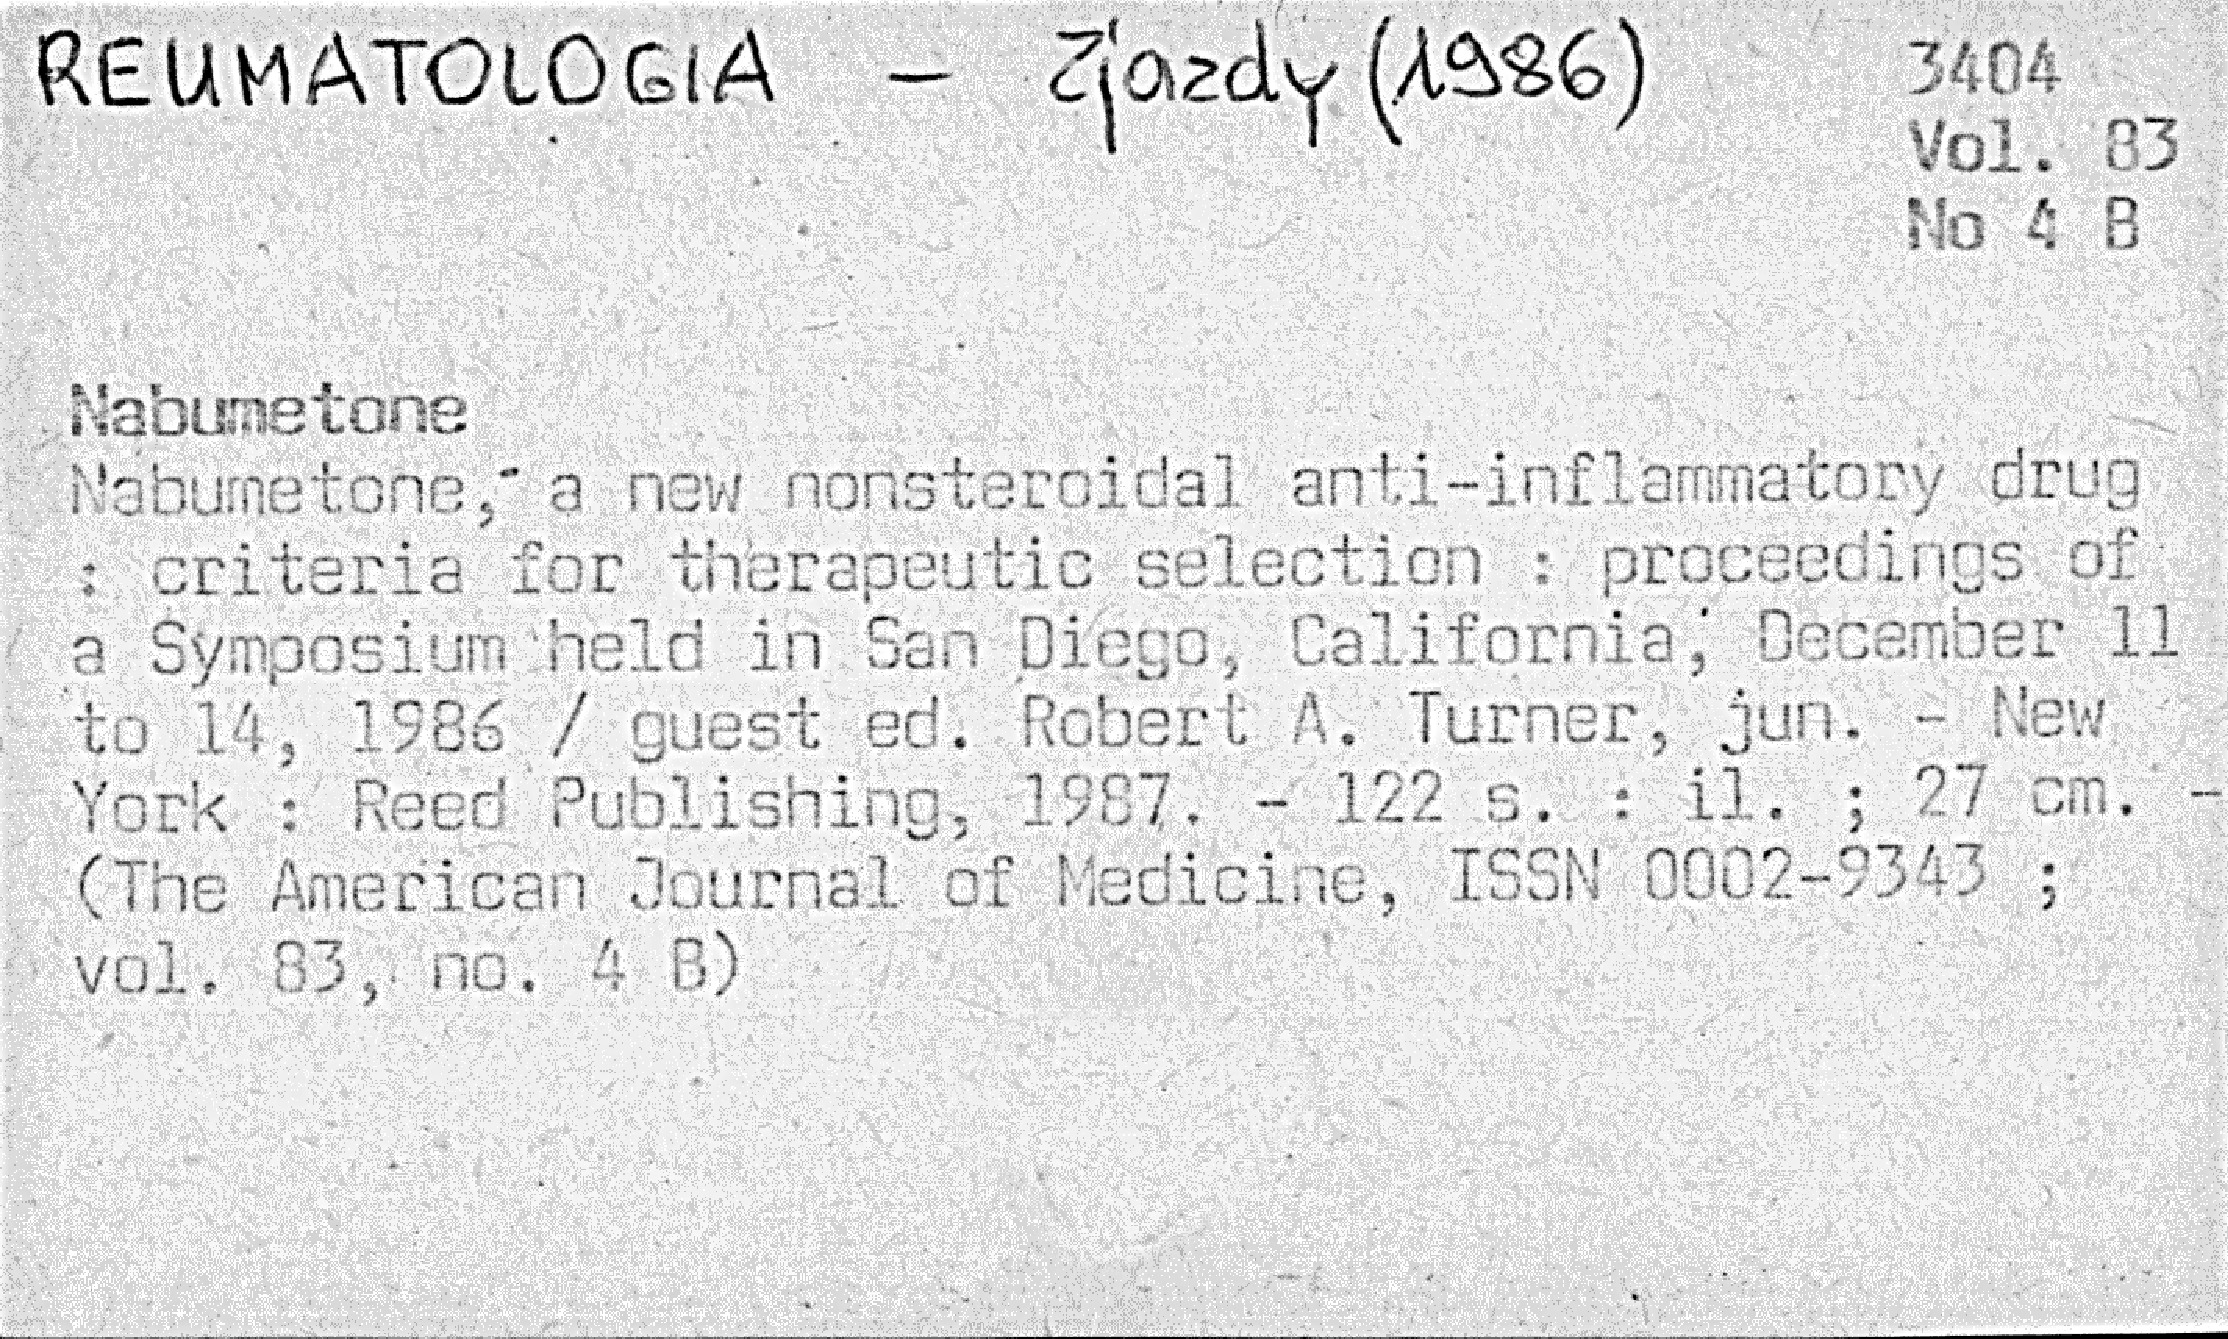 REUMATOLOGIA - Zjazdy (1986)
3404
Vol. 83
No 4 B
Nabumetone
Nabumetone, a new nonsteroidal anti-inflammatory drug
: criteria for therapeutic selection : proceedings of
a Symposium held in San Diego, California, December 11
to 14, 1986 / guest ed. Robert A. Turner, jun. - New
York : Reed Publishing, 1987. - 122 s. : il. ; 27 cm. -
(The American Journal of Medicine, ISSN 0002-9343 ;
vol. 83, no. 4 B)